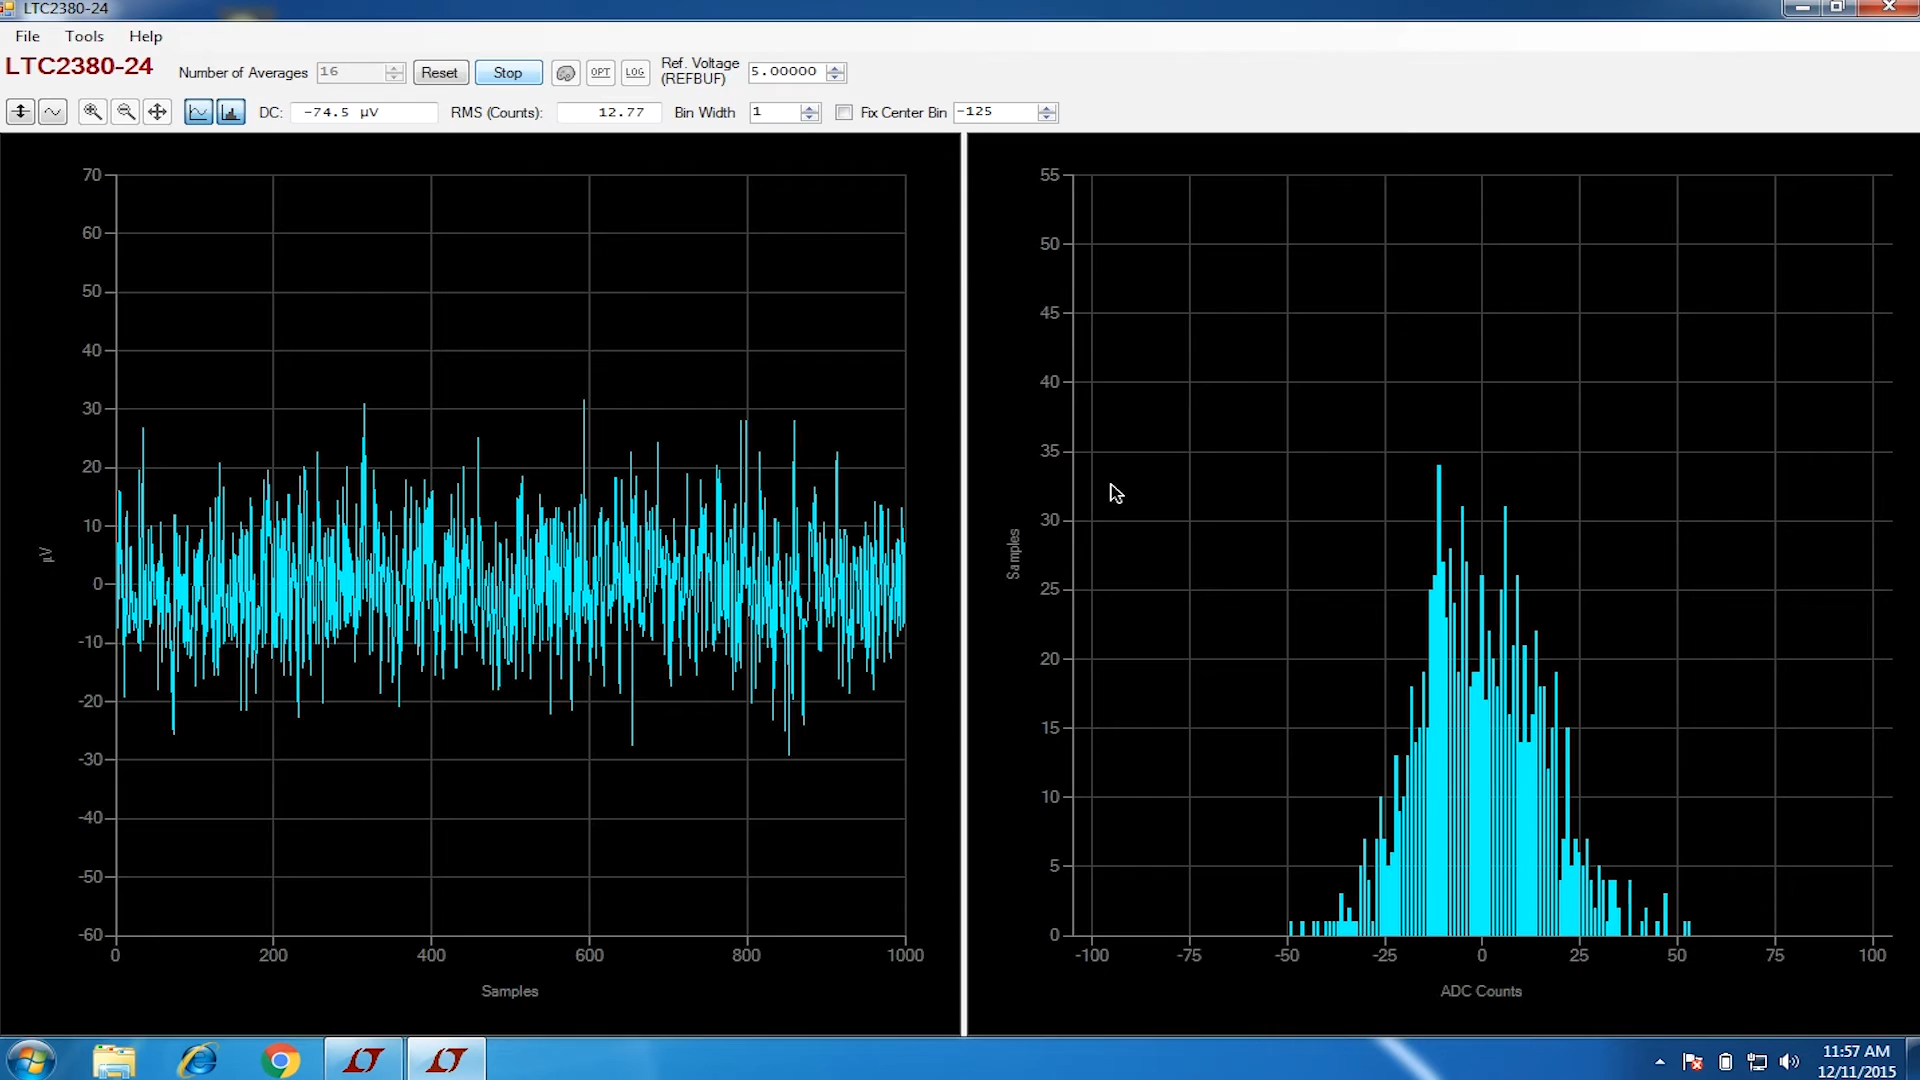 LTC2380-24
File Tools Help
LTC2380-24 Number of Averages 16 Reset Stop OPT LOG Ref. Voltage (REFBUF) 5.00000
DC: -74.5 µV RMS (Counts): 12.77 Bin Width 1 Fix Center Bin -125
70
60
50
40
30
20
10
0
-10
-20
-30
-40
-50
-60
µV
0 200 400 600 800 1000
Samples
55
50
45
40
35
30
25
20
15
10
5
0
Samples
-100 -75 -50 -25 0 25 50 75 100
ADC Counts
11:57 AM
12/11/2015